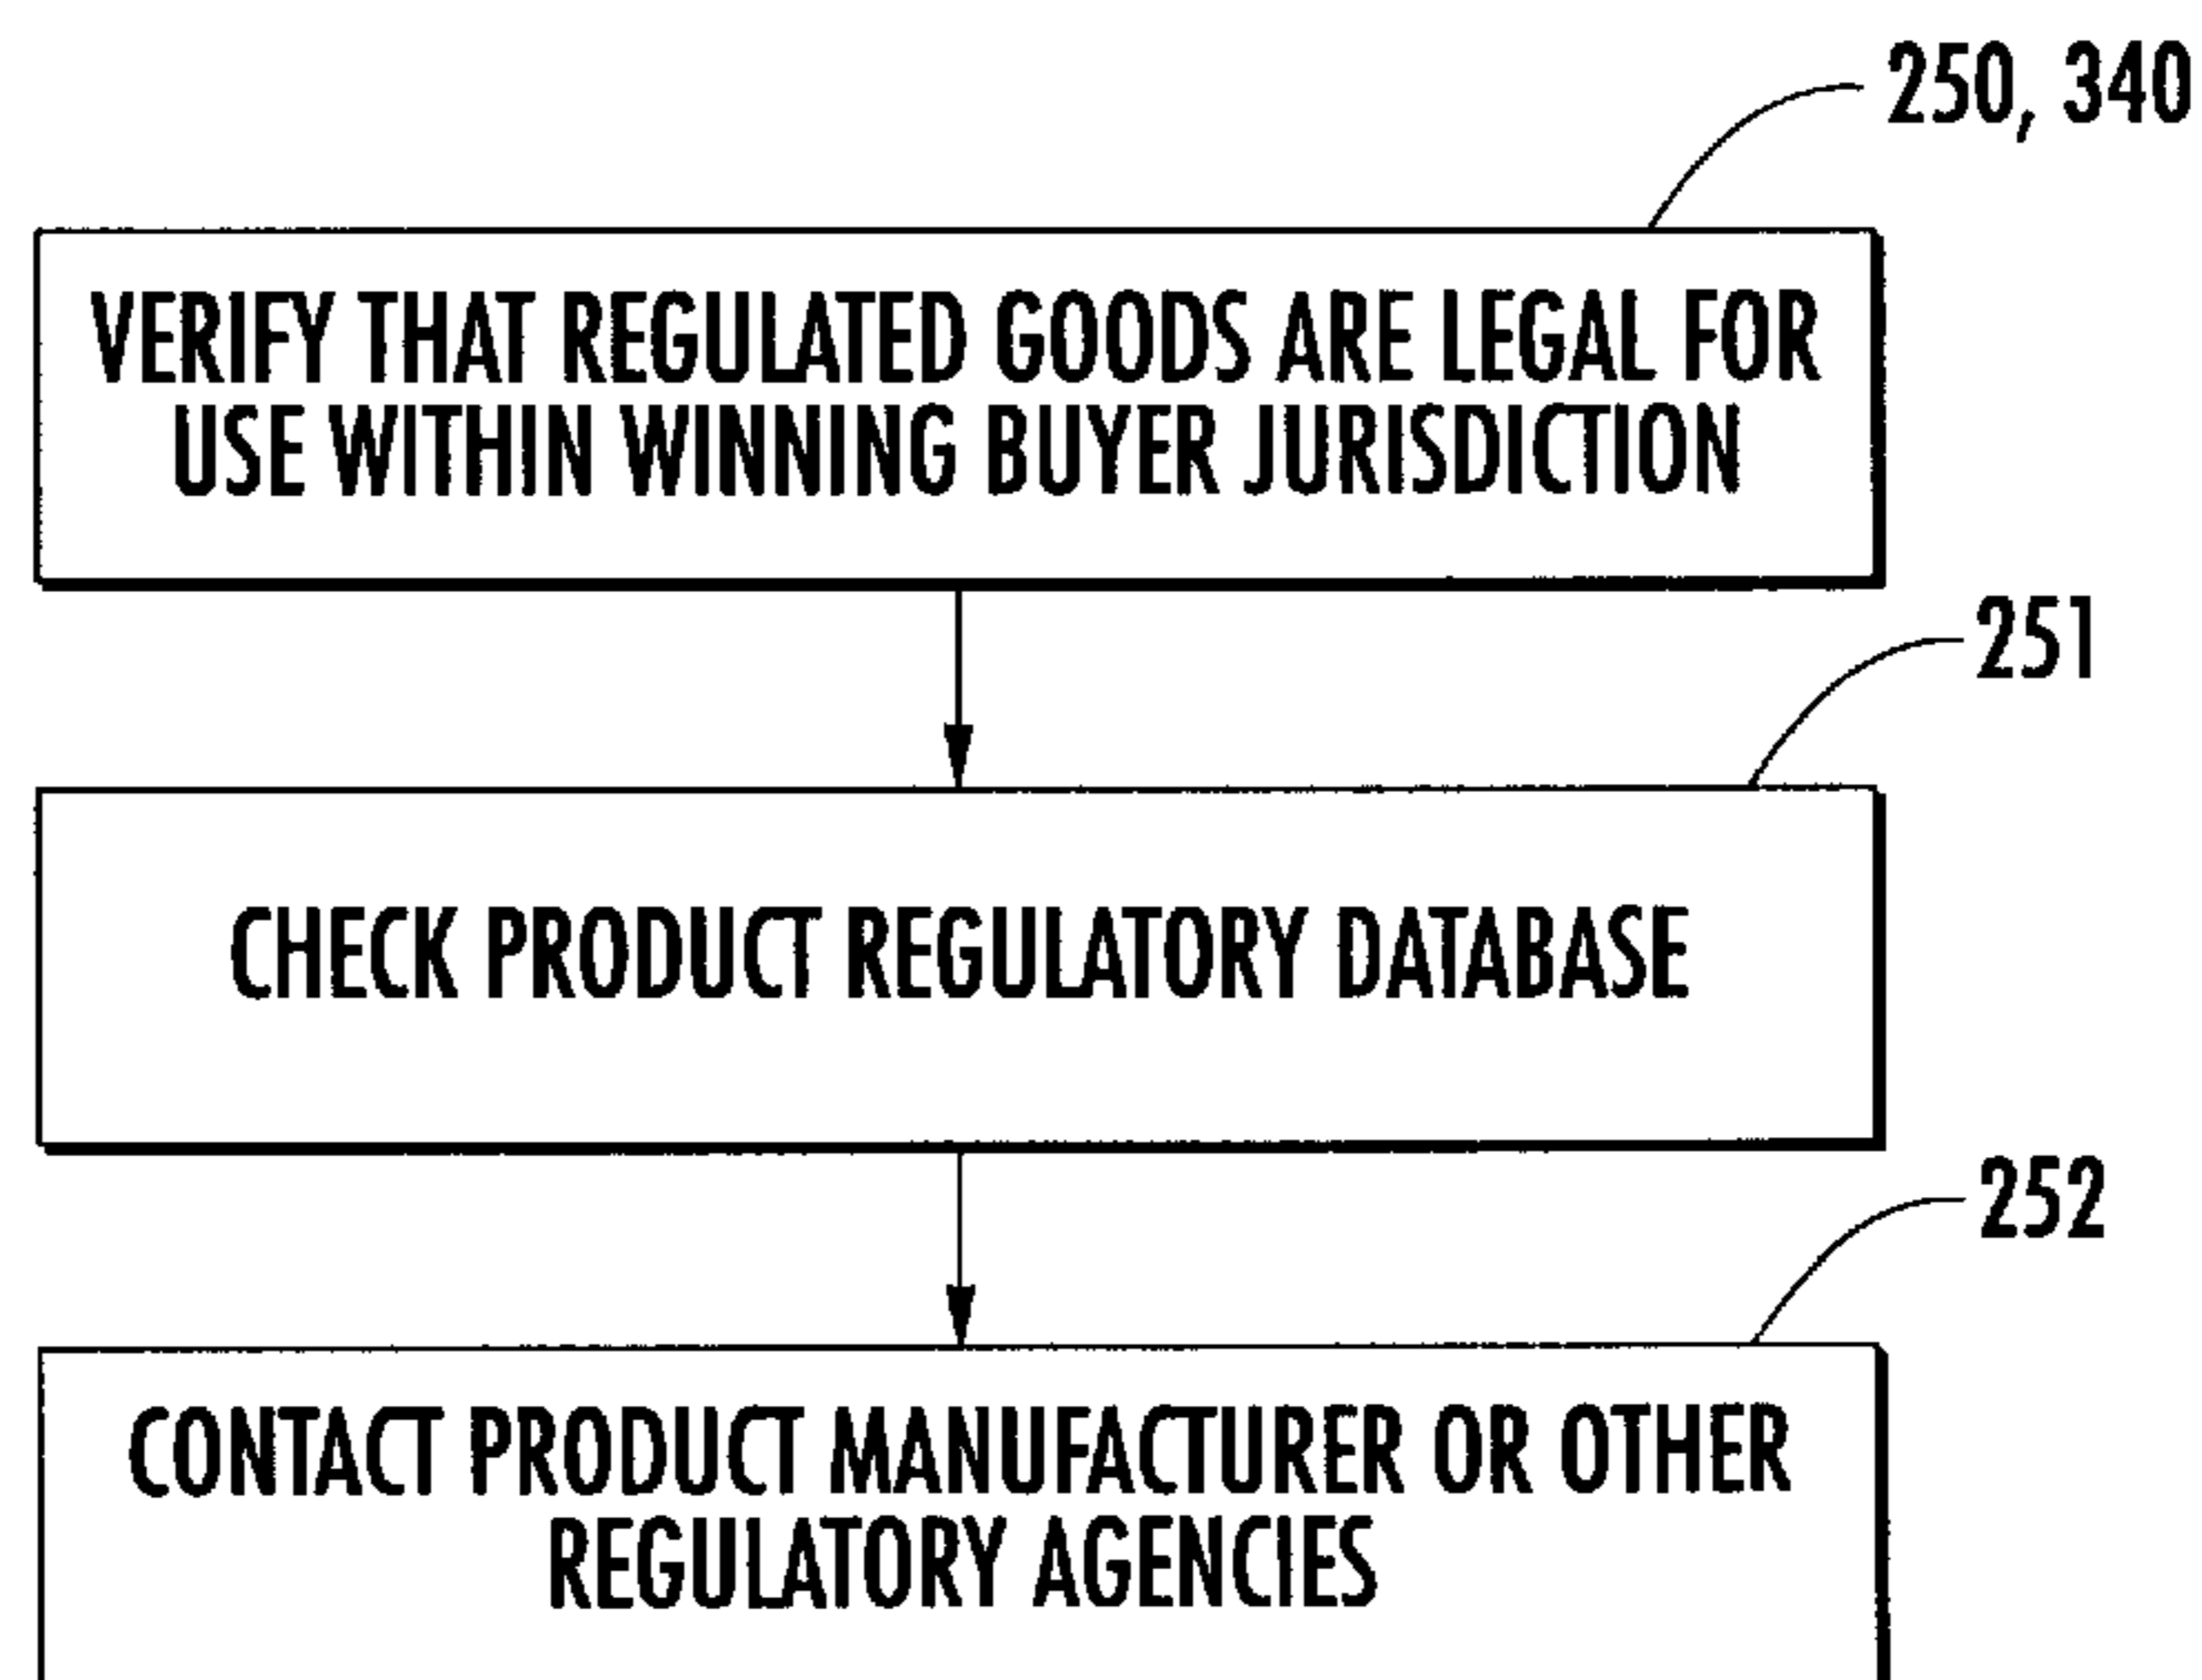 250, 340
VERIFY THAT REGULATED GOODS ARE LEGAL FOR
USE WITHIN WINNING BUYER JURISDICTION
251
CHECK PRODUCT REGULATORY DATABASE
252
CONTACT PRODUCT MANUFACTURER OR OTHER
REGULATORY AGENCIES